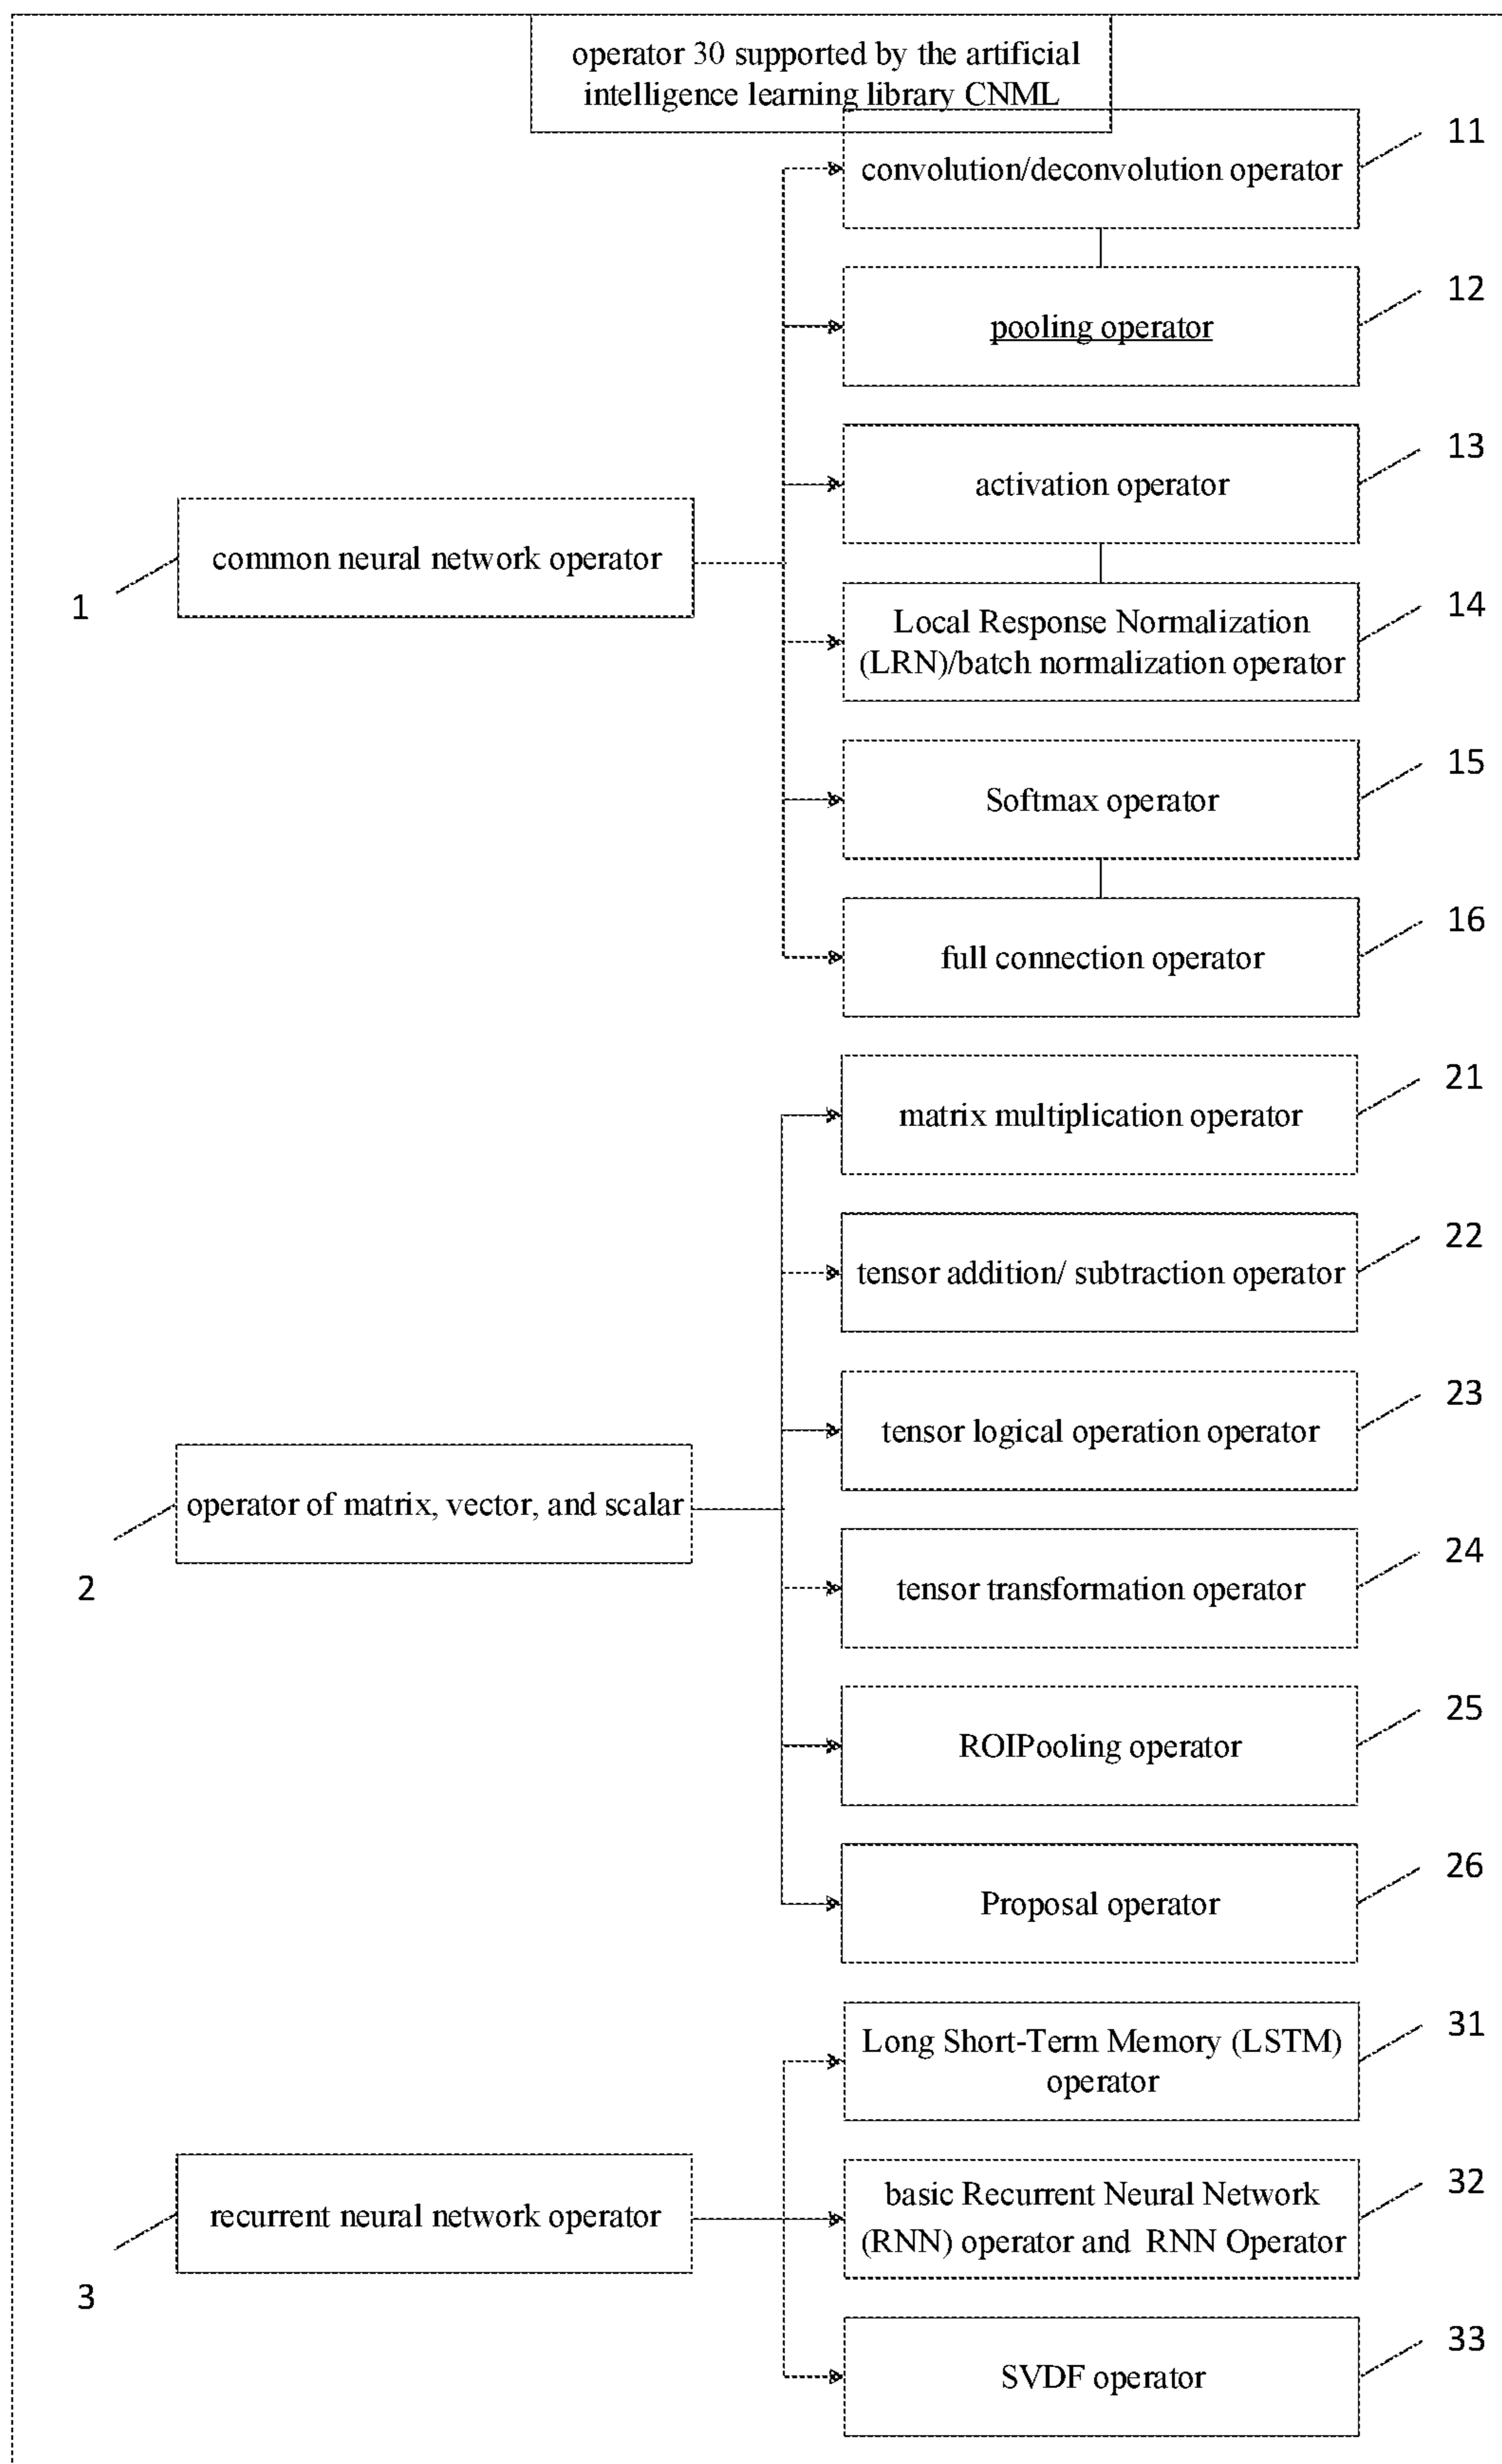 operator 30 supported by the artificial
intelligence learning library CNML
convolution/deconvolution operator
11
pooling operator
12
activation operator
13
common neural network operator
1
Local Response Normalization
(LRN)/batch normalization operator
14
Softmax operator
15
full connection operator
16
matrix multiplication operator
21
tensor addition/ subtraction operator
22
tensor logical operation operator
23
operator of matrix, vector, and scalar
2
tensor transformation operator
24
ROIPooling operator
25
Proposal operator
26
Long Short-Term Memory (LSTM)
operator
31
recurrent neural network operator
3
basic Recurrent Neural Network
(RNN) operator and RNN Operator
32
SVDF operator
33